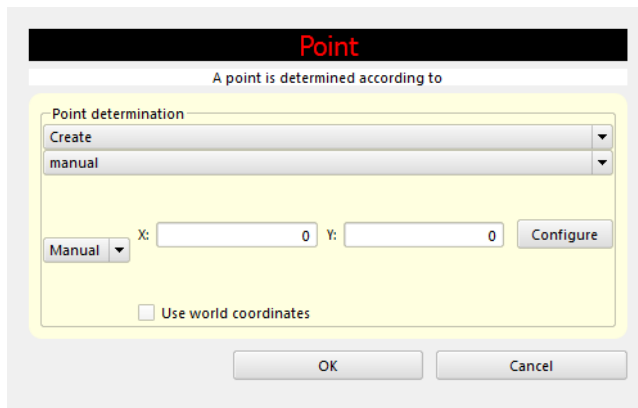 Point
A point is determined according to
Point determination
Create
manual
Manual X: 0 Y: 0 Configure
Use world coordinates
OK Cancel